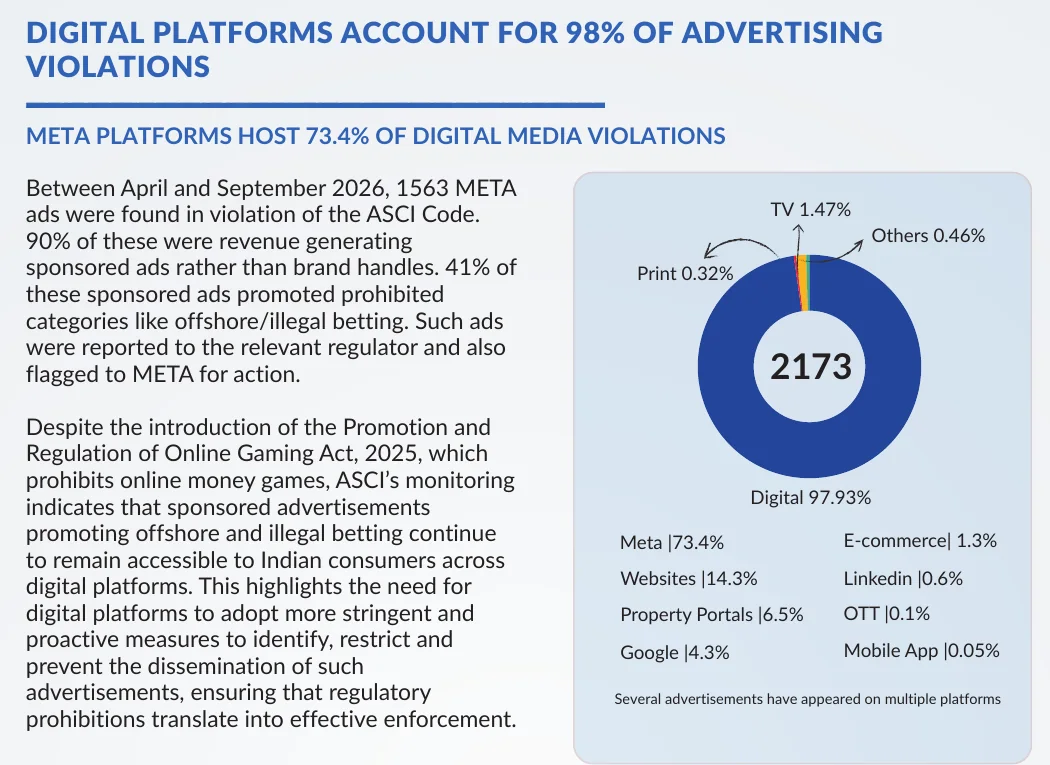 DIGITAL PLATFORMS ACCOUNT FOR 98% OF ADVERTISING
VIOLATIONS
META PLATFORMS HOST 73.4% OF DIGITAL MEDIA VIOLATIONS
Between April and September 2026, 1563 META
ads were found in violation of the ASCI Code.
90% of these were revenue generating
sponsored ads rather than brand handles. 41% of
these sponsored ads promoted prohibited
categories like offshore/illegal betting. Such ads
were reported to the relevant regulator and also
flagged to META for action.
Despite the introduction of the Promotion and
Regulation of Online Gaming Act, 2025, which
prohibits online money games, ASCI’s monitoring
indicates that sponsored advertisements
promoting offshore and illegal betting continue
to remain accessible to Indian consumers across
digital platforms. This highlights the need for
digital platforms to adopt more stringent and
proactive measures to identify, restrict and
prevent the dissemination of such
advertisements, ensuring that regulatory
prohibitions translate into effective enforcement.
TV 1.47%
Others 0.46%
Print 0.32%
2173
Digital 97.93%
Meta |73.4%
Websites |14.3%
Property Portals |6.5%
Google |4.3%
E-commerce| 1.3%
Linkedin |0.6%
OTT |0.1%
Mobile App |0.05%
Several advertisements have appeared on multiple platforms